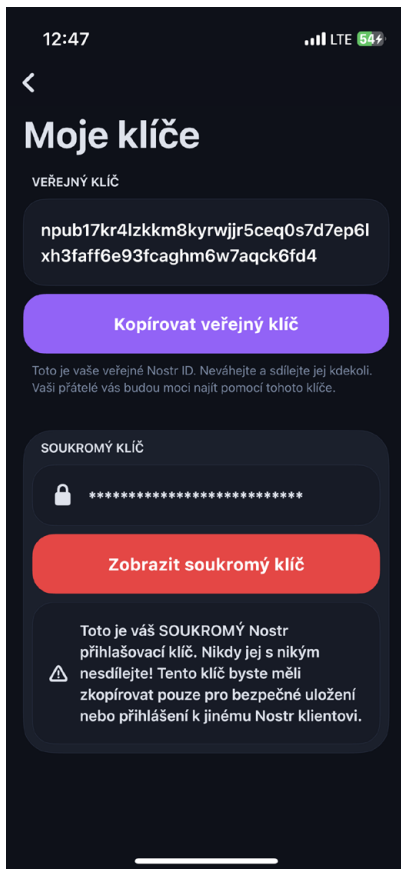 12:47
LTE 54
Moje klíče
VEŘEJNÝ KLÍČ
npub17kr4lzkkm8kyrwjjr5ceq0s7d7ep6l
xh3faff6e93fcaghm6w7aqck6fd4
Kopírovat veřejný klíč
Toto je vaše veřejné Nostr ID. Neváhejte a sdílejte jej kdekoli.
Vaši přátelé vás budou moci najít pomocí tohoto klíče.
SOUKROMÝ KLÍČ
***************************
Zobrazit soukromý klíč
Toto je váš SOUKROMÝ Nostr
přihlašovací klíč. Nikdy jej s nikým
nesdílejte! Tento klíč byste měli
zkopírovat pouze pro bezpečné uložení
nebo přihlášení k jinému Nostr klientovi.